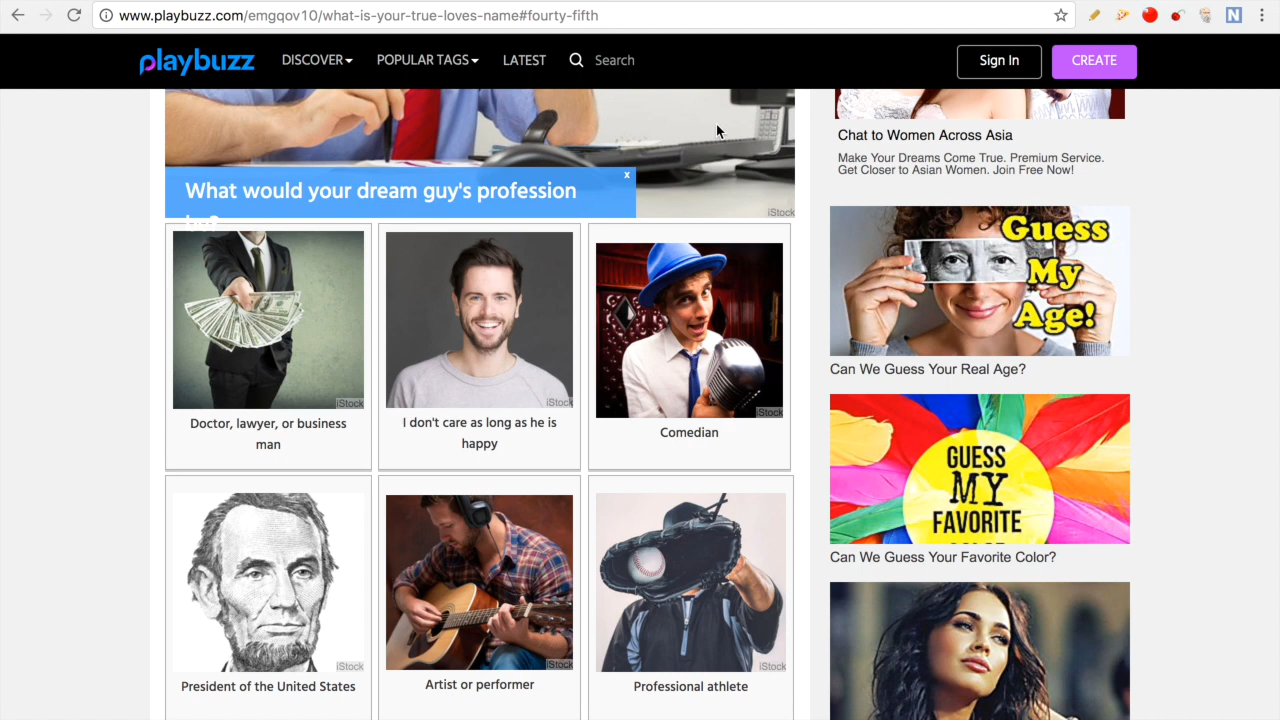 www.playbuzz.com/emgqov10/what-is-your-true-loves-name#fourty-fifth
N
playbuzz
DISCOVER
POPULAR TAGS
LATEST
Search
Sign In
CREATE
What would your dream guy's profession
x
iStock
iStock
Doctor, lawyer, or business
man
iStock
I don't care as long as he is
happy
iStock
Comedian
iStock
President of the United States
iStock
Artist or performer
iStock
Professional athlete
Chat to Women Across Asia
Make Your Dreams Come True. Premium Service.
Get Closer to Asian Women. Join Free Now!
Guess
My
Age!
Can We Guess Your Real Age?
GUESS
MY
FAVORITE
Can We Guess Your Favorite Color?